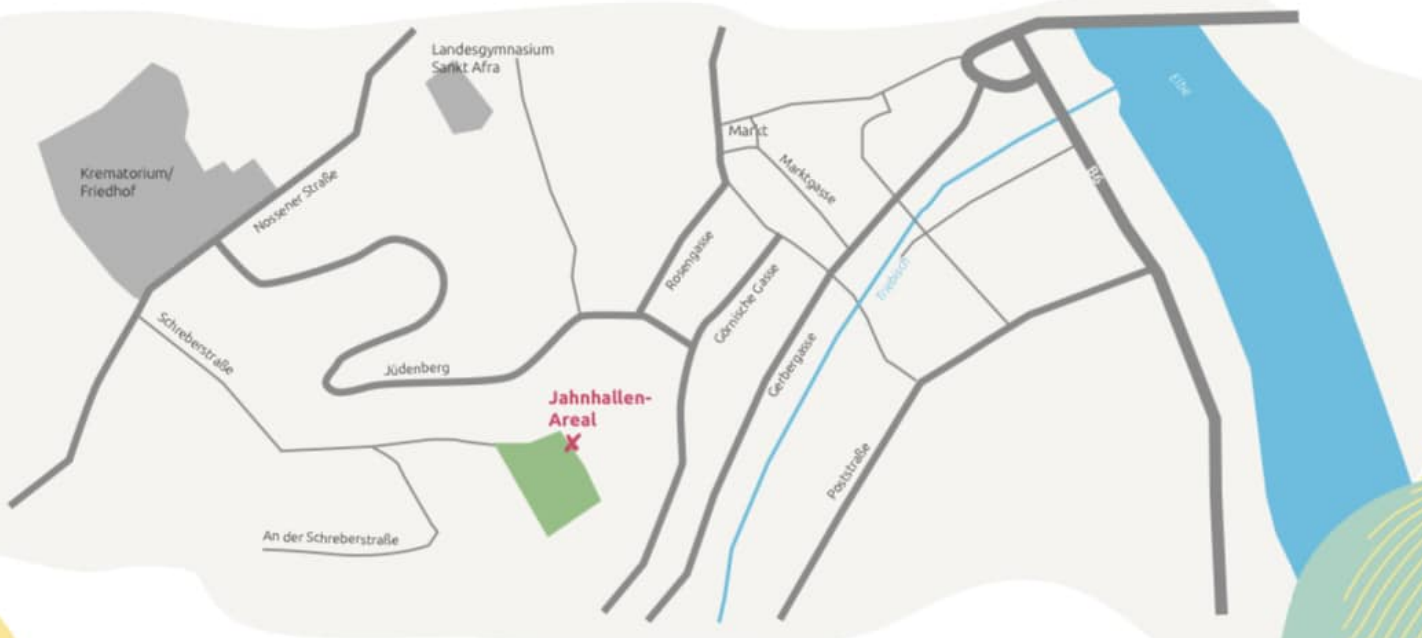 Landesgymnasium
Sankt Afra
Krematorium/
Friedhof
Nossener Straße
Markt
Marktgasse
Elbe
B6
Rosengasse
Görnische Gasse
Triebisch
Gerbergasse
Schreberstraße
Jüdenberg
Jahnhallen-
Areal
Poststraße
An der Schreberstraße